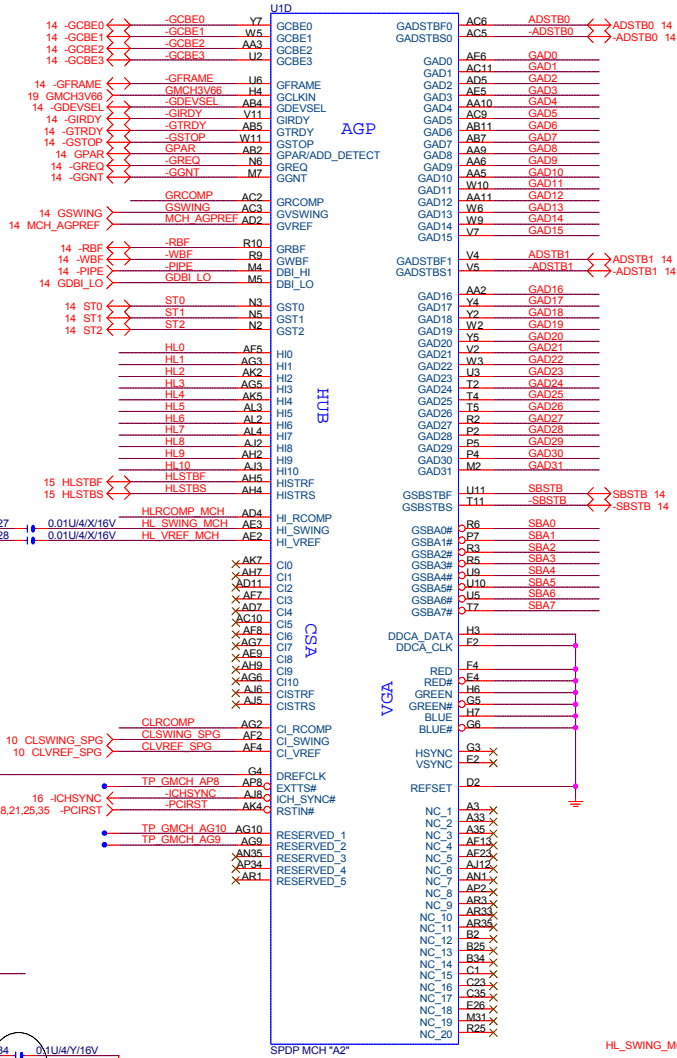 U1D
14 -GCBE0 -GCBE0 Y7 GCBE0 GADSTBF0 AC6 ADSTB0 ADSTB0 14
14 -GCBE1 -GCBE1 W5 GCBE1 GADSTBS0 AC5 -ADSTB0 -ADSTB0 14
14 -GCBE2 -GCBE2 AA3 GCBE2
14 -GCBE3 -GCBE3 U2 GCBE3 GAD0 AE6 GAD0
GAD1 AC11 GAD1
14 -GFRAME -GFRAME U6 GFRAME GAD2 AD5 GAD2
19 GMCH3V66 GMCH3V66 H4 GCLKIN GAD3 AE5 GAD3
14 -GDEVSEL -GDEVSEL AB4 GDEVSEL GAD4 AA10 GAD4
14 -GIRDY -GIRDY V11 GIRDY GAD5 AC9 GAD5
14 -GTRDY -GTRDY AB5 GTRDY AGP GAD6 AB11 GAD6
14 -GSTOP -GSTOP W11 GSTOP GAD7 AB7 GAD7
14 GPAR GPAR AB2 GPAR/ADD_DETECT GAD8 AA9 GAD8
14 -GREQ -GREQ N6 GREQ GAD9 AA6 GAD9
14 -GGNT -GGNT M7 GGNT GAD10 AA5 GAD10
GAD11 W10 GAD11
GRCOMP AC2 GRCOMP GAD12 AA11 GAD12
14 GSWING GSWING AC3 GVSWING GAD13 W6 GAD13
14 MCH_AGPREF MCH_AGPREF AD2 GVREF GAD14 W9 GAD14
GAD15 V7 GAD15
14 -RBF -RBF R10 GRBF
14 -WBF -WBF R9 GWBF GADSTBF1 V4 ADSTB1 ADSTB1 14
14 -PIPE -PIPE M4 DBI_HI GADSTBS1 V5 -ADSTB1 -ADSTB1 14
14 GDBI_LO GDBI_LO M5 DBI_LO
GAD16 AA2 GAD16
14 ST0 ST0 N3 GST0 GAD17 Y4 GAD17
14 ST1 ST1 N5 GST1 GAD18 Y2 GAD18
14 ST2 ST2 N2 GST2 GAD19 W2 GAD19
GAD20 Y5 GAD20
HL0 AF5 HI0 GAD21 V2 GAD21
HL1 AG3 HI1 GAD22 W3 GAD22
HL2 AK2 HI2 GAD23 U3 GAD23
HL3 AG5 HI3 GAD24 T2 GAD24
HL4 AK5 HI4 GAD25 T4 GAD25
HL5 AL3 HI5 HUB GAD26 T5 GAD26
HL6 AL2 HI6 GAD27 R2 GAD27
HL7 AL4 HI7 GAD28 P2 GAD28
HL8 AJ2 HI8 GAD29 P5 GAD29
HL9 AH2 HI9 GAD30 P4 GAD30
HL10 AJ3 HI10 GAD31 M2 GAD31
15 HLSTBF HLSTBF AH5 HISTRF
15 HLSTBS HLSTBS AH4 HISTRS GSBSTBF U11 SBSTB SBSTB 14
GSBSTBS T11 -SBSTB -SBSTB 14
HLRCOMP_MCH AD4 HI_RCOMP
27 0.01U/4/X/16V HL_SWING_MCH AE3 HI_SWING GSBA0# R6 SBA0
28 0.01U/4/X/16V HL_VREF_MCH AE2 HI_VREF GSBA1# P7 SBA1
GSBA2# R3 SBA2
AK7 CI0 GSBA3# R5 SBA3
AH7 CI1 GSBA4# U9 SBA4
AD11 CI2 GSBA5# U10 SBA5
AF7 CI3 GSBA6# U5 SBA6
AD7 CI4 GSBA7# T7 SBA7
AC10 CI5
AF8 CI6 CSA DDCA_DATA H3
AG7 CI7 DDCA_CLK F2
AE9 CI8
AH9 CI9 RED F4
AG6 CI10 RED# E4
AJ6 CISTRF GREEN H6
AJ5 CISTRS VGA GREEN# G5
BLUE H7
CLRCOMP AG2 CI_RCOMP BLUE# G6
10 CLSWING_SPG CLSWING_SPG AF2 CI_SWING
10 CLVREF_SPG CLVREF_SPG AF4 CI_VREF HSYNC G3
VSYNC E2
G4 DREFCLK
TP_GMCH_AP8 AP8 EXTTS# REFSET D2
16 -ICHSYNC -ICHSYNC AJ8 ICH_SYNC#
8,21,25,35 -PCIRST -PCIRST AK4 RSTIN# NC_1 A3
NC_2 A33
TP_GMCH_AG10 AG10 RESERVED_1 NC_3 A35
TP_GMCH_AG9 AG9 RESERVED_2 NC_4 AF13
AN35 RESERVED_3 NC_5 AF23
AP34 RESERVED_4 NC_6 AJ12
AR1 RESERVED_5 NC_7 AN1
NC_8 AP2
NC_9 AR3
NC_10 AR33
NC_11 AR35
NC_12 B2
NC_13 B25
NC_14 B34
NC_15 C1
NC_16 C23
NC_17 C35
NC_18 E26
NC_19 M31
NC_20 R25
34 0.1U/4/Y/16V SPDP MCH "A2" HL_SWING_M